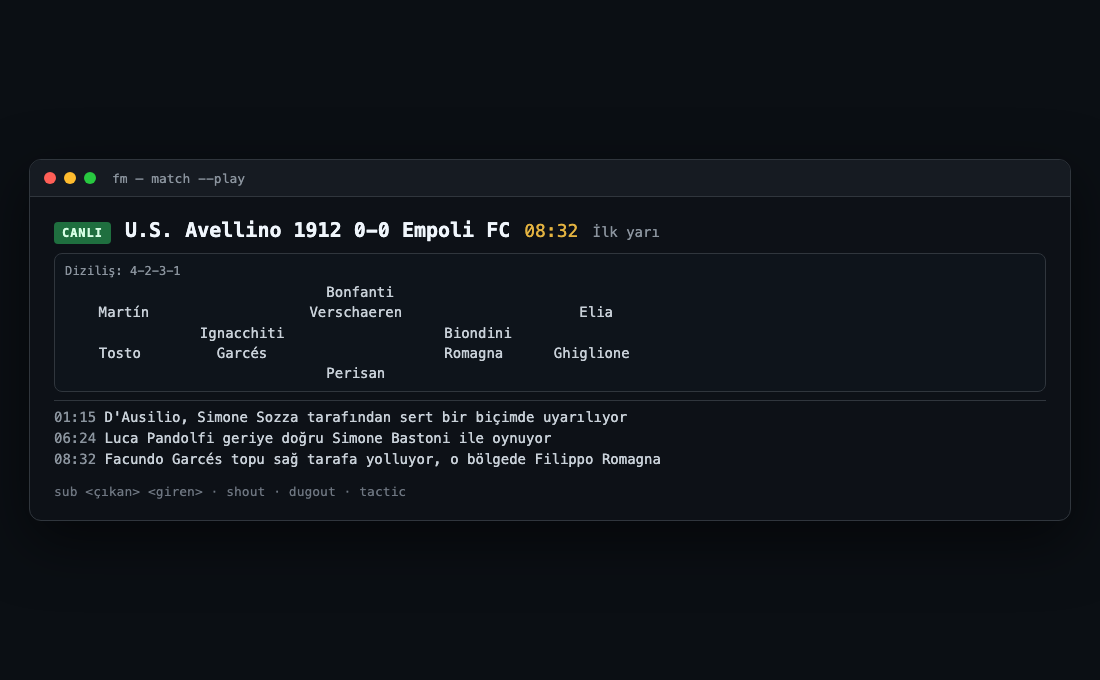 fm — match --play
CANLI U.S. Avellino 1912 0–0 Empoli FC 08:32 İlk yarı
Diziliş: 4-2-3-1
Bonfanti
Martín Verschaeren Elia
Ignacchiti Biondini
Tosto Garcés Romagna Ghiglione
Perisan
01:15 D'Ausilio, Simone Sozza tarafından sert bir biçimde uyarılıyor
06:24 Luca Pandolfi geriye doğru Simone Bastoni ile oynuyor
08:32 Facundo Garcés topu sağ tarafa yolluyor, o bölgede Filippo Romagna
sub <çıkan> <giren> · shout · dugout · tactic